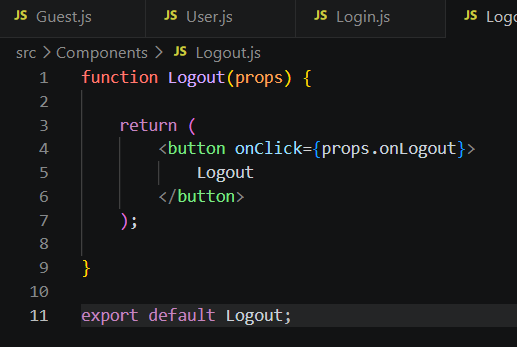 JS Guest.js JS User.js JS Login.js JS
src > Components > JS Logout.js
1 function Logout(props) {
2
3 return (
4 <button onClick={props.onLogout}>
5 Logout
6 </button>
7 );
8
9 }
10
11 export default Logout;